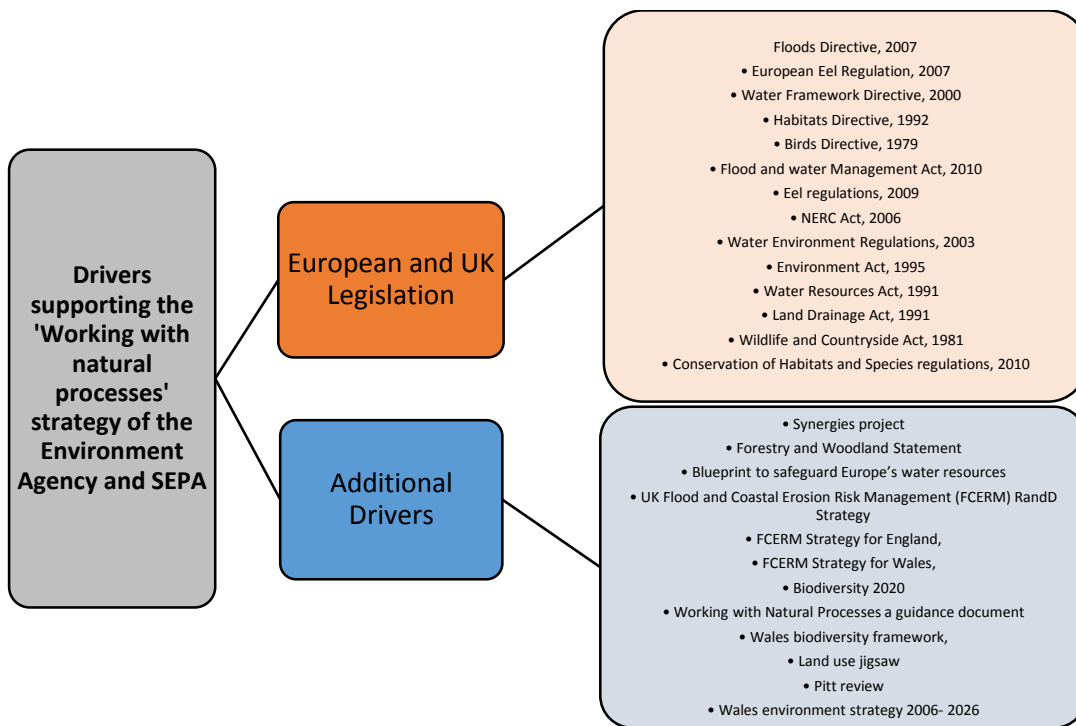 Drivers
supporting the
'Working with
natural
processes'
strategy of the
Environment
Agency and SEPA
European and UK
Legislation
Floods Directive, 2007
• European Eel Regulation, 2007
• Water Framework Directive, 2000
• Habitats Directive, 1992
• Birds Directive, 1979
• Flood and water Management Act, 2010
• Eel regulations, 2009
• NERC Act, 2006
• Water Environment Regulations, 2003
• Environment Act, 1995
• Water Resources Act, 1991
• Land Drainage Act, 1991
• Wildlife and Countryside Act, 1981
• Conservation of Habitats and Species regulations, 2010
Additional
Drivers
• Synergies project
• Forestry and Woodland Statement
• Blueprint to safeguard Europe’s water resources
• UK Flood and Coastal Erosion Risk Management (FCERM) RandD
Strategy
• FCERM Strategy for England,
• FCERM Strategy for Wales,
• Biodiversity 2020
• Working with Natural Processes a guidance document
• Wales biodiversity framework,
• Land use jigsaw
• Pitt review
• Wales environment strategy 2006- 2026